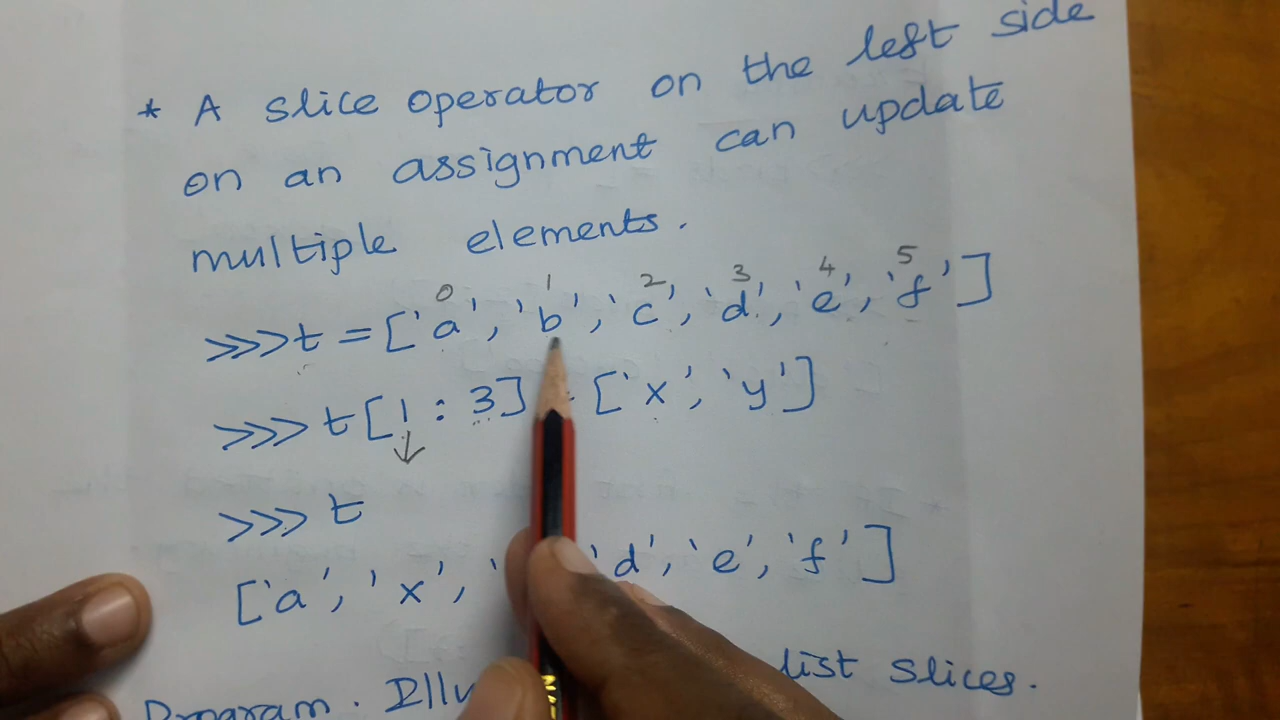 * A slice operator on the left side
on an assignment can update
multiple elements.
0 1 2 3 4 5
>>>t = ['a', 'b', 'c', 'd', 'e', 'f']
>>> t[1 : 3] ['x', 'y']
>>> t
['a', 'x', ' 'd', 'e', 'f']
Program. list slices.